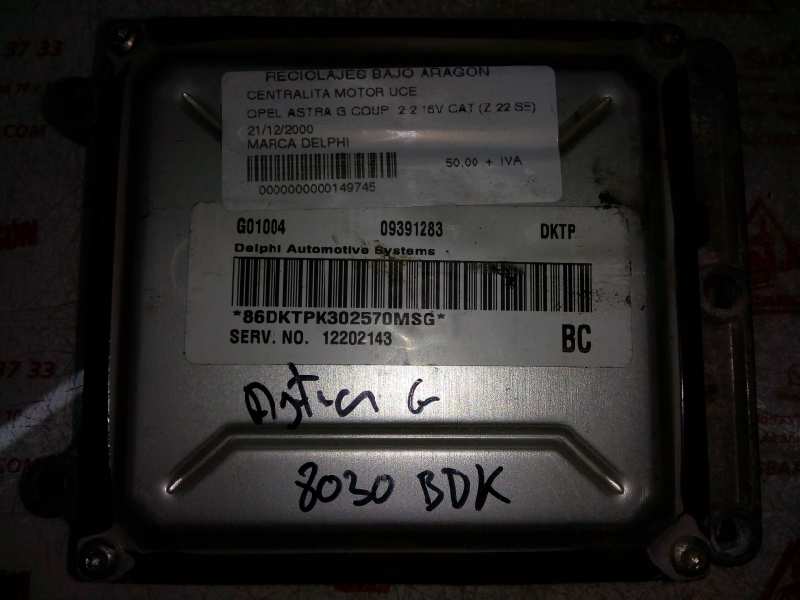 RECICLAJES BAJO ARAGON
CENTRALITA MOTOR UCE
OPEL ASTRA G COUP  2 2 16V CAT (Z 22 SE)
21/12/2000
MARCA DELPHI
50,00 + IVA
0000000000149745
G01004 09391283 DKTP
Delphi Automotive Systems
*86DKTPK302570MSG*
SERV. NO. 12202143 BC
Astra G
8030 BDK